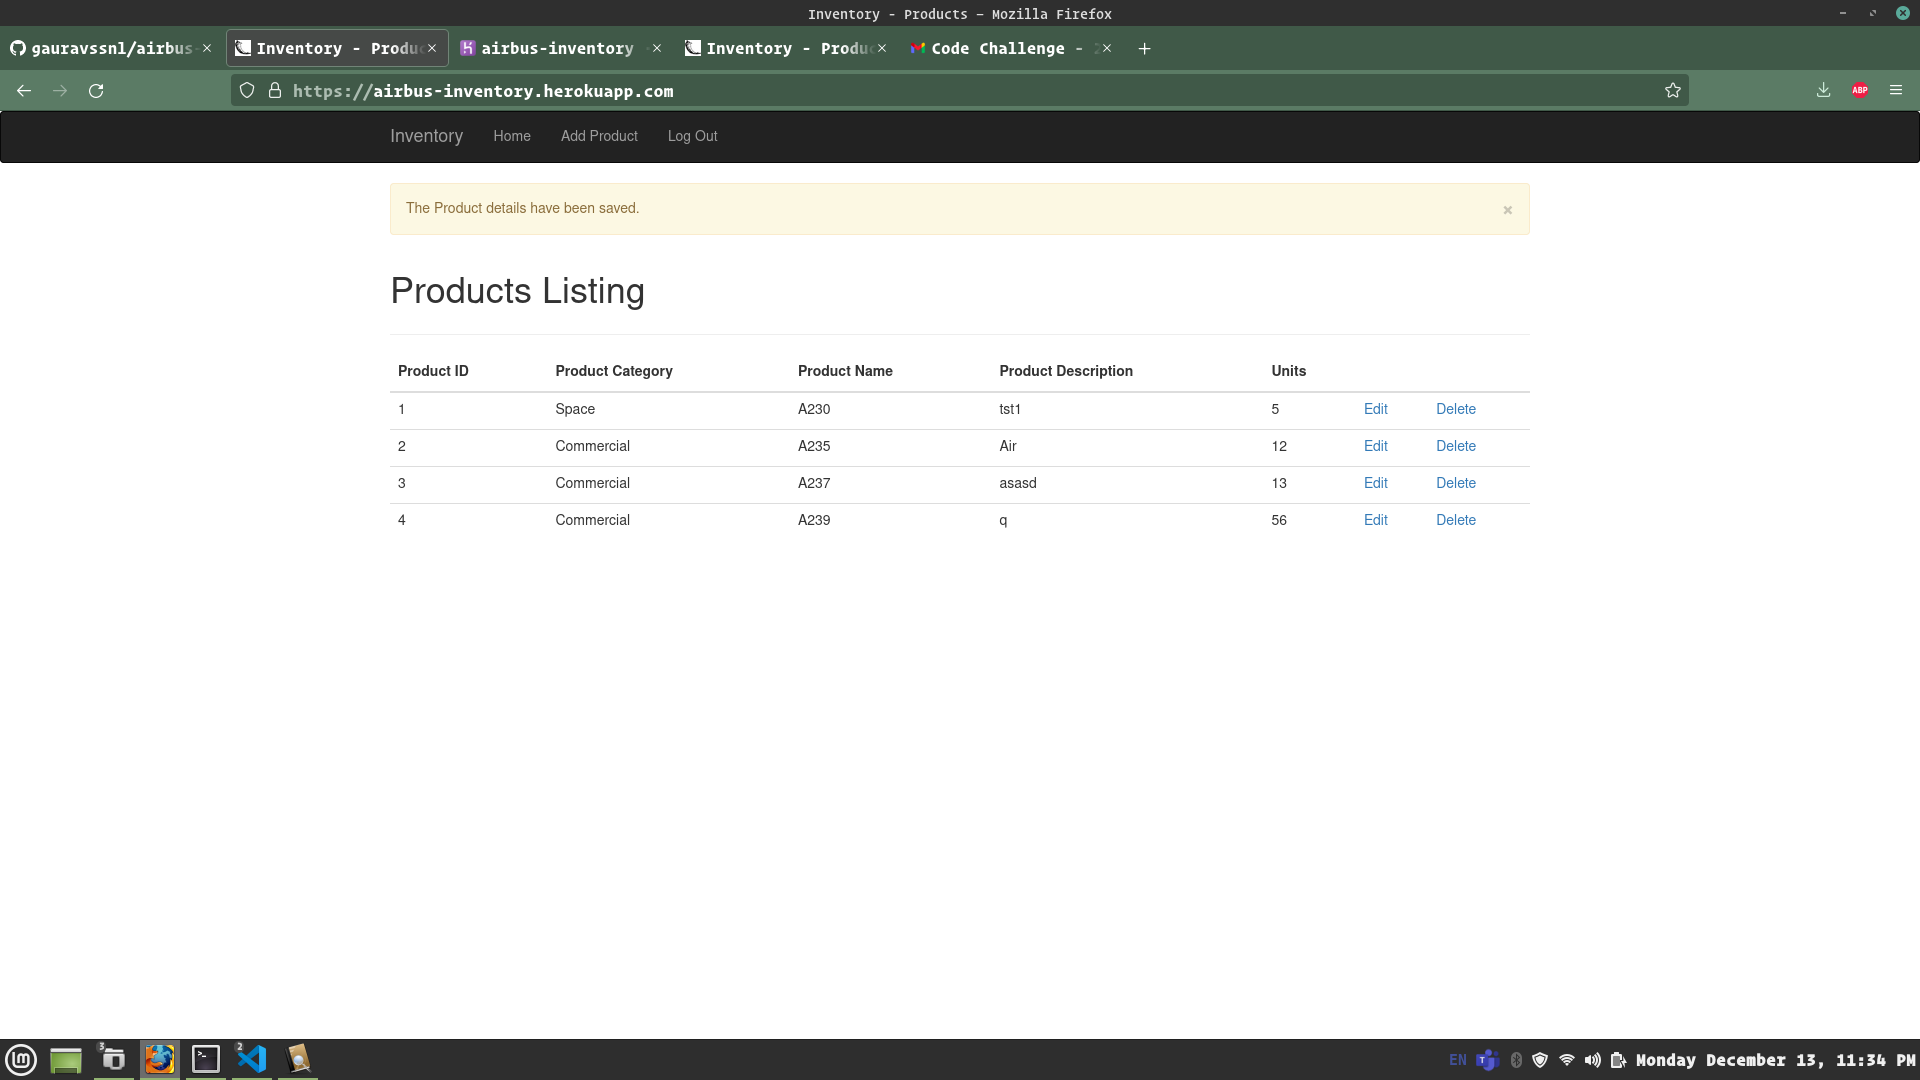 Inventory - Products — Mozilla Firefox
gauravssnl/airbus-
Inventory - Produc
airbus-inventory
Inventory - Produc
Code Challenge -
https://airbus-inventory.herokuapp.com
ABP
Inventory Home Add Product Log Out
The Product details have been saved. ×
Products Listing
Product ID Product Category Product Name Product Description Units
1 Space A230 tst1 5 Edit Delete
2 Commercial A235 Air 12 Edit Delete
3 Commercial A237 asasd 13 Edit Delete
4 Commercial A239 q 56 Edit Delete
3
2
EN
Monday December 13, 11:34 PM